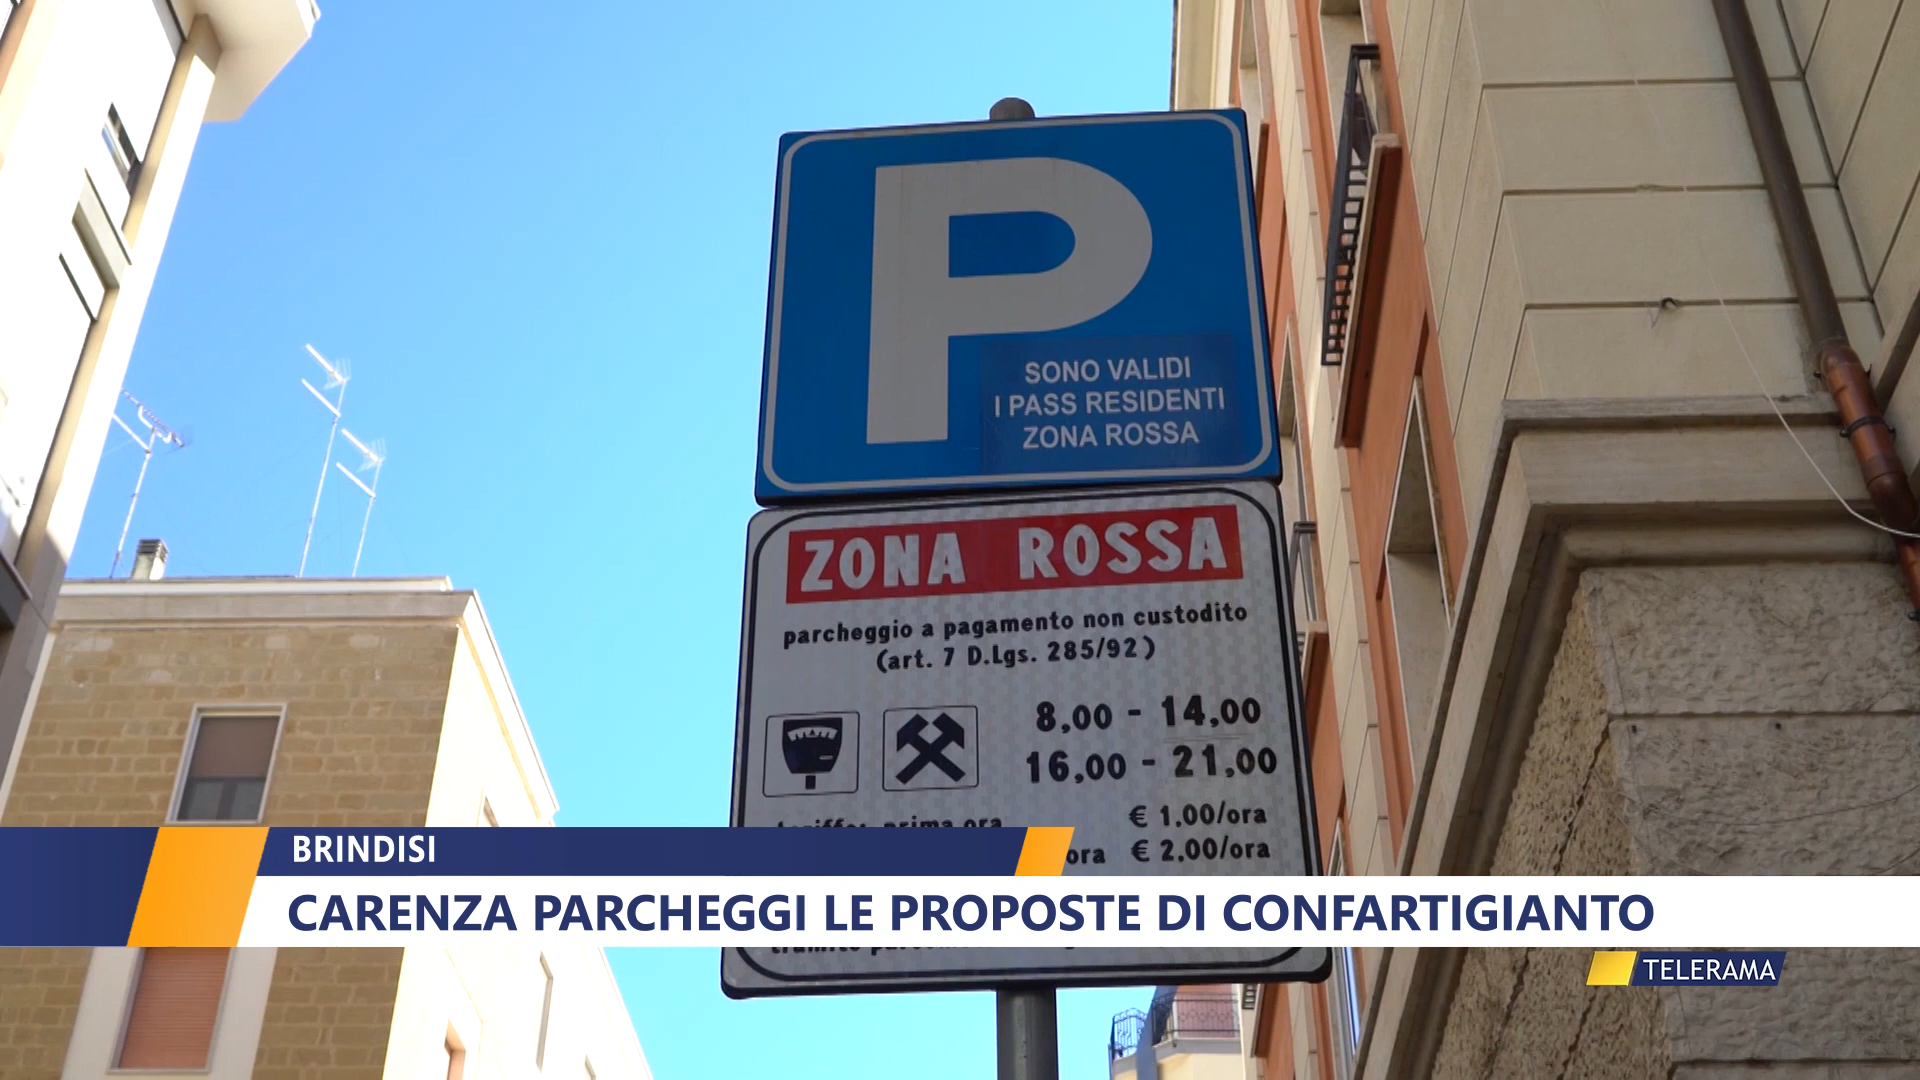 SONO VALIDI
I PASS RESIDENTI
ZONA ROSSA
ZONA ROSSA
parcheggio a pagamento non custodito
(art. 7 D.Lgs. 285/92)
8,00 - 14,00
16,00 - 21,00
prima ora € 1.00/ora
ora € 2.00/ora
BRINDISI
CARENZA PARCHEGGI LE PROPOSTE DI CONFARTIGIANTO
TELERAMA